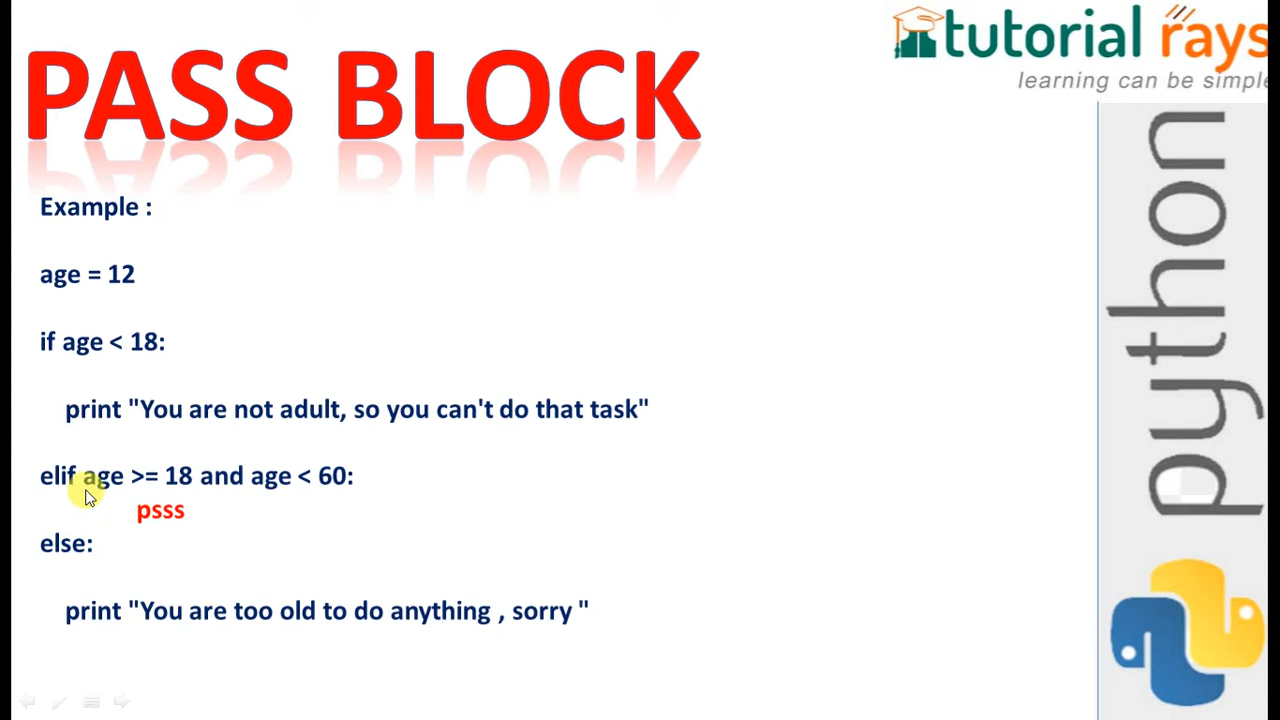 PASS BLOCK
tutorial rays
learning can be simple
Example :
age = 12
if age < 18:
print "You are not adult, so you can't do that task"
elif age >= 18 and age < 60:
psss
else:
print "You are too old to do anything , sorry "
python